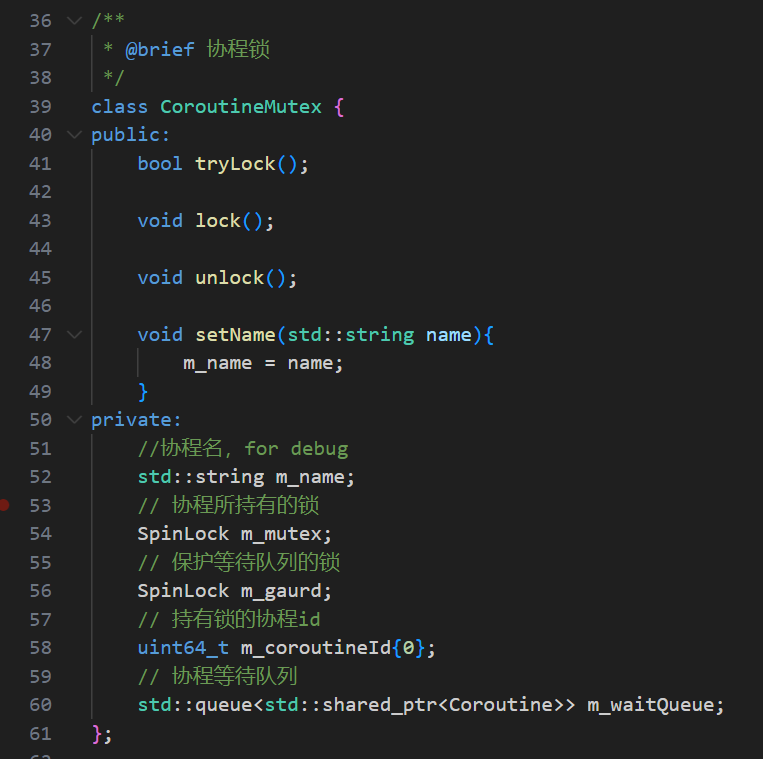 36 /**
37 * @brief 协程锁
38 */
39 class CoroutineMutex {
40 public:
41 bool tryLock();
42
43 void lock();
44
45 void unlock();
46
47 void setName(std::string name){
48 m_name = name;
49 }
50 private:
51 //协程名，for debug
52 std::string m_name;
53 // 协程所持有的锁
54 SpinLock m_mutex;
55 // 保护等待队列的锁
56 SpinLock m_gaurd;
57 // 持有锁的协程id
58 uint64_t m_coroutineId{0};
59 // 协程等待队列
60 std::queue<std::shared_ptr<Coroutine>> m_waitQueue;
61 };